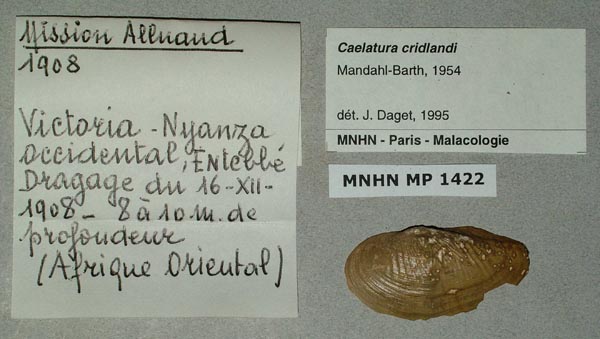 Mission Alluaud
1908
Victoria-Nyanza
occidental, Entebbé
Dragage du 16-XII-
1908- 8 à 10 m. de
profondeur
(Afrique Oriental)
Caelatura cridlandi
Mandahl-Barth, 1954
dét. J. Daget, 1995
MNHN - Paris - Malacologie
MNHN MP 1422